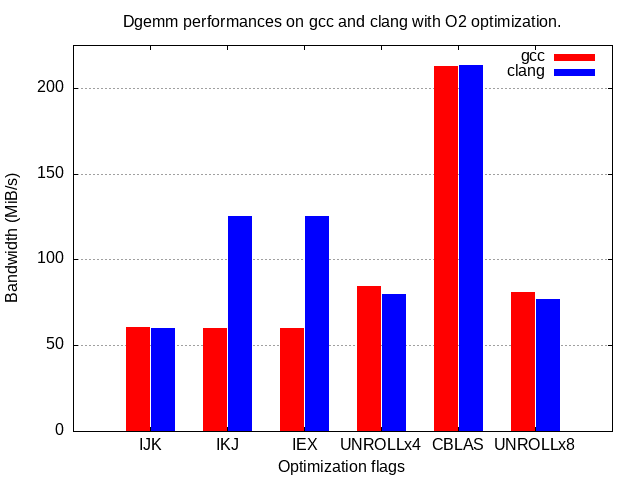 Dgemm performances on gcc and clang with O2 optimization.
gcc
clang
Bandwidth (MiB/s)
200
150
100
50
0
IJK IKJ IEX UNROLLx4 CBLAS UNROLLx8
Optimization flags